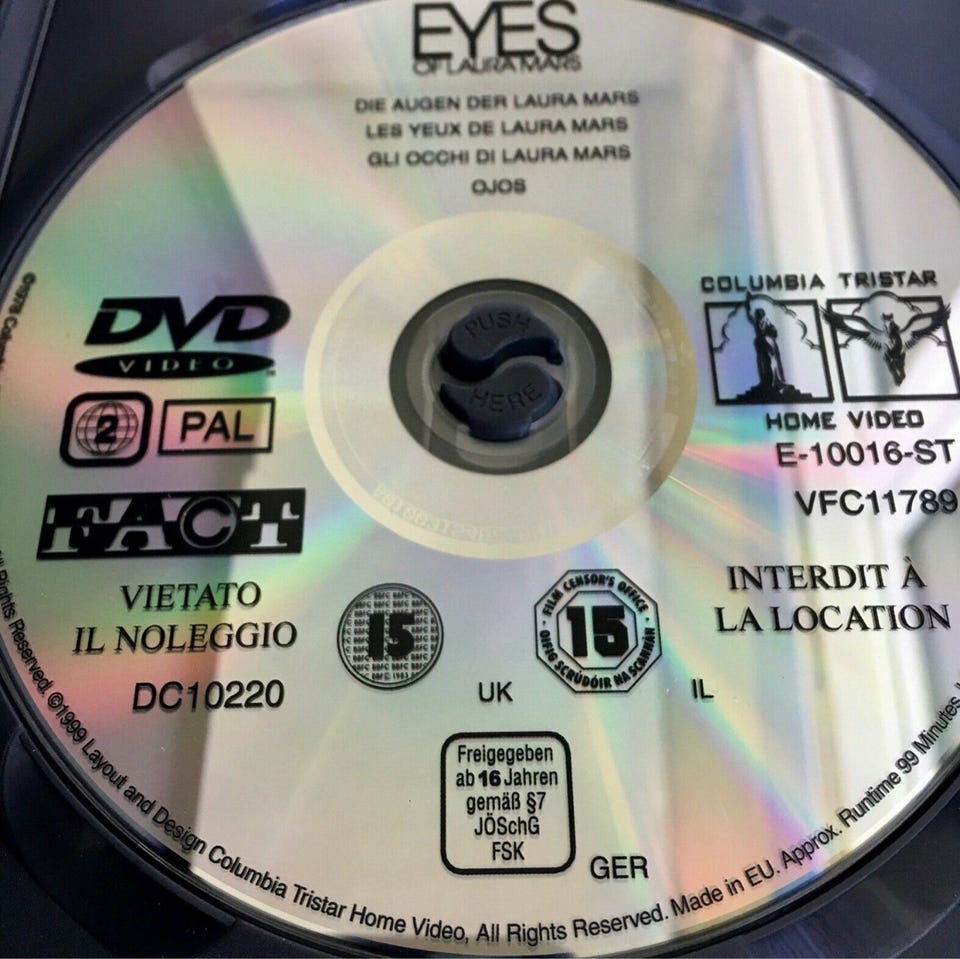 EYES
OF LAURA MARS
DIE AUGEN DER LAURA MARS
LES YEUX DE LAURA MARS
GLI OCCHI DI LAURA MARS
OJOS
DVD
VIDEO
2
PAL
FACT
VIETATO
IL NOLEGGIO
DC10220
PUSH
HERE
COLUMBIA TRISTAR
HOME VIDEO
E-10016-ST
VFC11789
INTERDIT À
LA LOCATION
15
UK
FILM CENSOR'S OFFICE
15
OIFIG SCRÚDÓIR NA SCANNÁN
IL
Freigegeben
ab 16 Jahren
gemäß §7
JÖSchG
FSK
GER
©1978
Rights Reserved. ©1999 Layout and Design Columbia Tristar Home Video, All Rights Reserved. Made in EU. Approx. Runtime 99 Minutes.